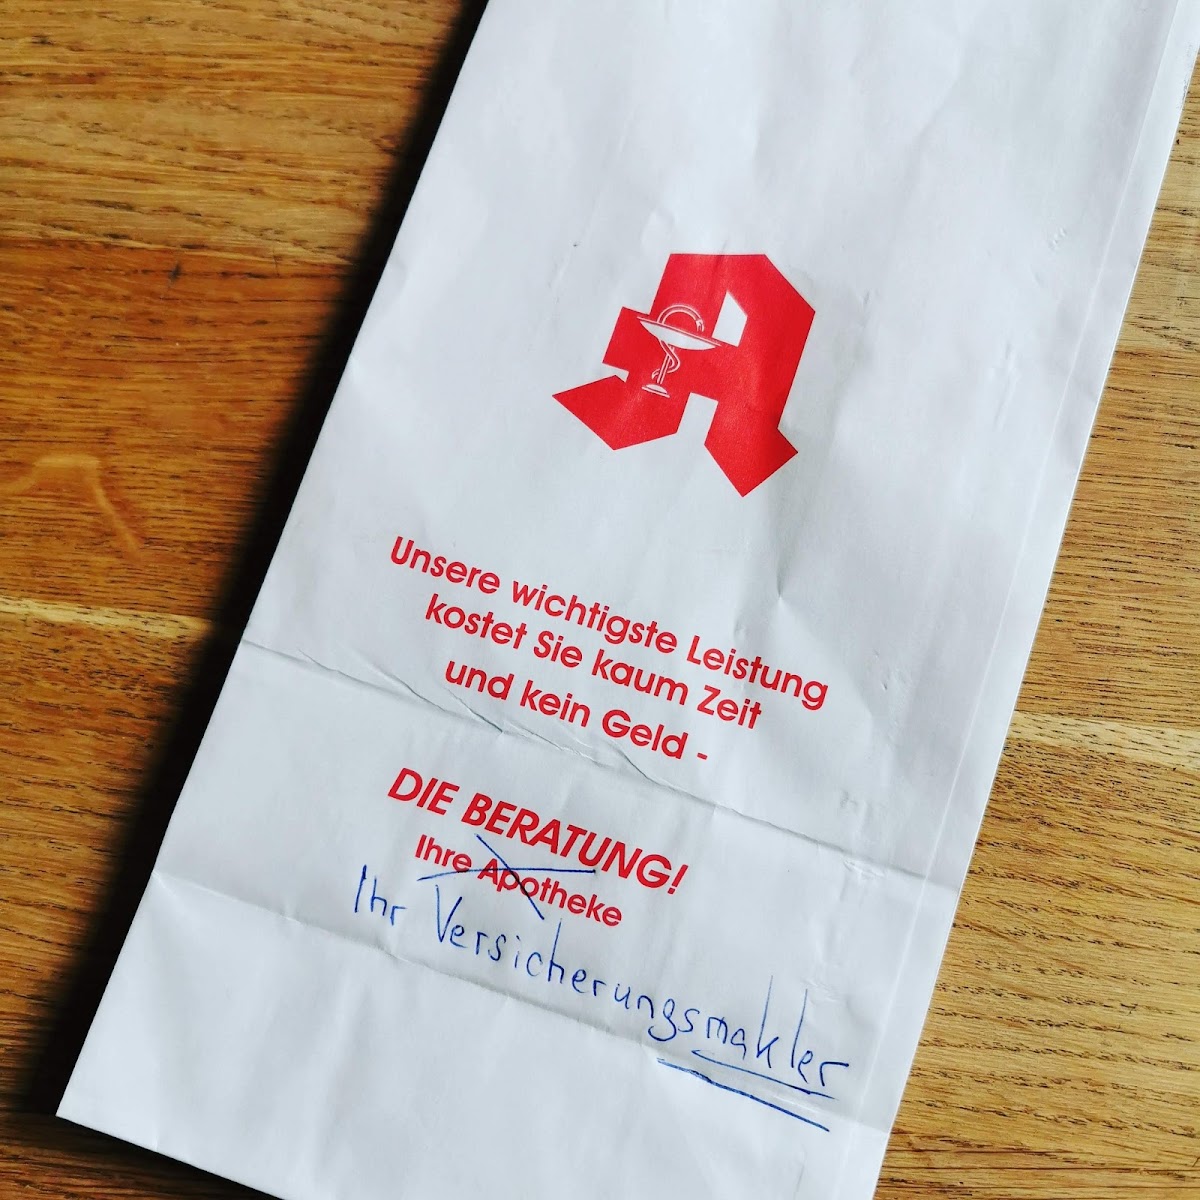 Unsere wichtigste Leistung
kostet Sie kaum Zeit
und kein Geld -
DIE BERATUNG!
Ihre Apotheke
Ihr Versicherungsmakler